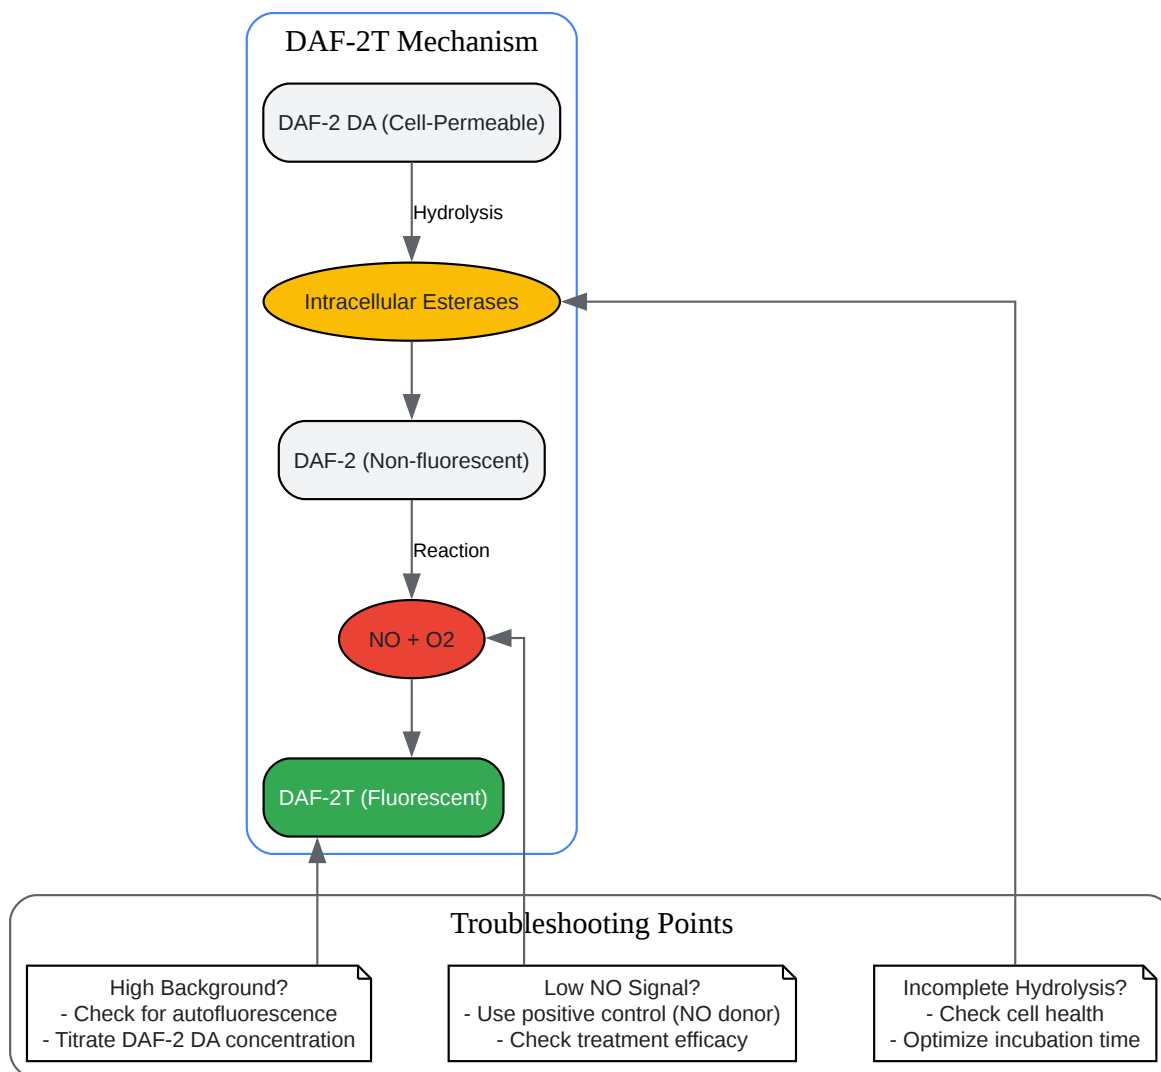 DAF-2T Mechanism
DAF-2 DA (Cell-Permeable)
Hydrolysis
Intracellular Esterases
DAF-2 (Non-fluorescent)
Reaction
NO + O2
DAF-2T (Fluorescent)
Troubleshooting Points
High Background?
- Check for autofluorescence
- Titrate DAF-2 DA concentration
Low NO Signal?
- Use positive control (NO donor)
- Check treatment efficacy
Incomplete Hydrolysis?
- Check cell health
- Optimize incubation time